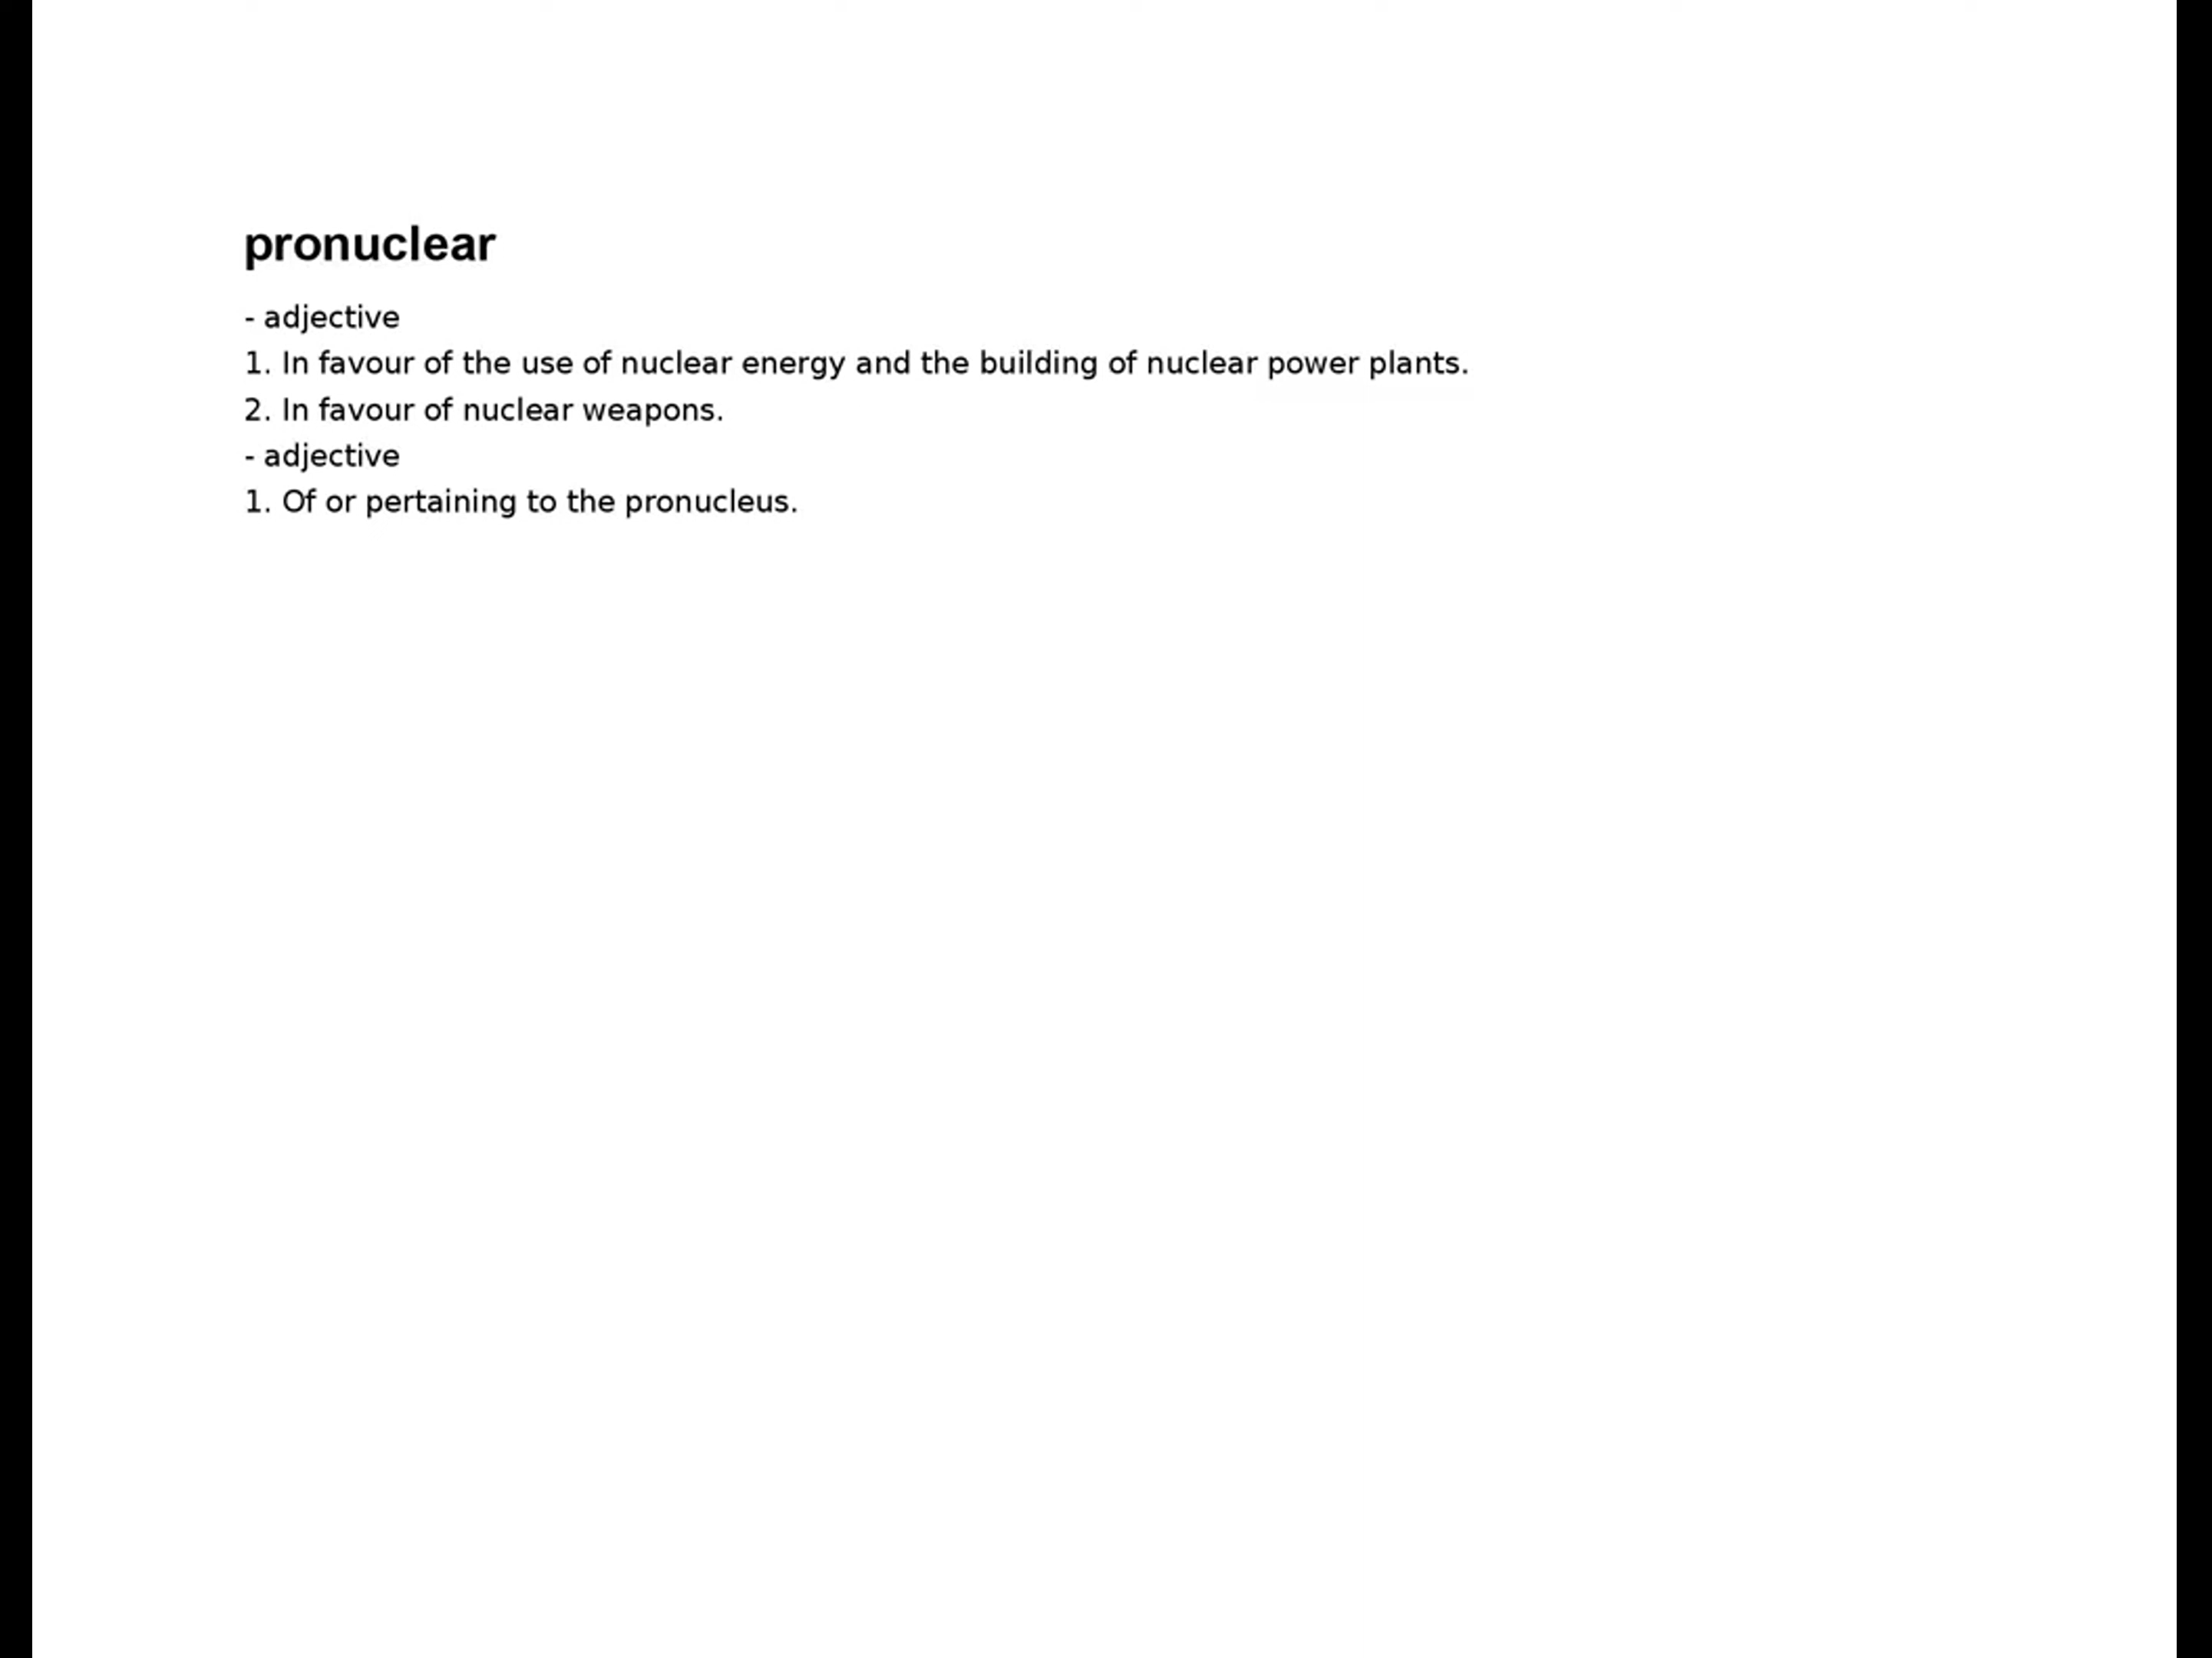 pronuclear
- adjective
1. In favour of the use of nuclear energy and the building of nuclear power plants.
2. In favour of nuclear weapons.
- adjective
1. Of or pertaining to the pronucleus.